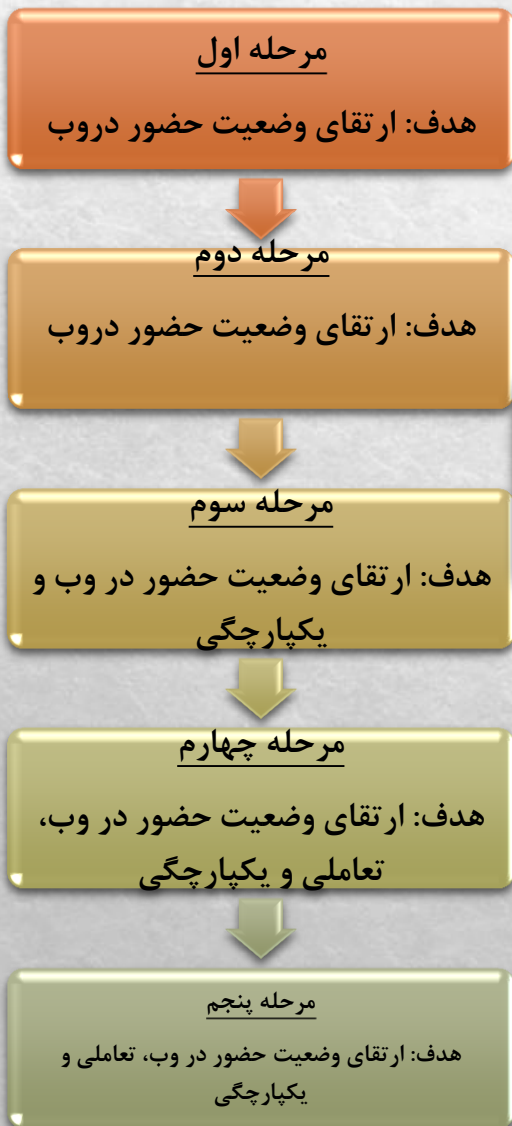 مرحله اول
هدف: ارتقای وضعیت حضور دروب
مرحله دوم
هدف: ارتقای وضعیت حضور دروب
مرحله سوم
هدف: ارتقای وضعیت حضور در وب و
یکپارچگی
مرحله چهارم
هدف: ارتقای وضعیت حضور در وب،
تعاملی و یکپارچگی
مرحله پنجم
هدف: ارتقای وضعیت حضور در وب، تعاملی و
یکپارچگی